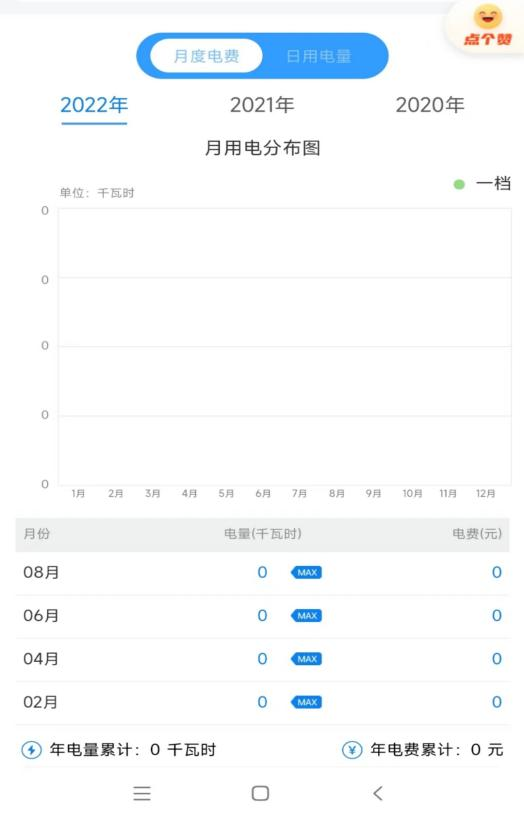 点个赞
月度电费 日用电量
2022年 2021年 2020年
月用电分布图
一档
单位：千瓦时
0
0
0
0
0
1月 2月 3月 4月 5月 6月 7月 8月 9月 10月 11月 12月
月份 电量(千瓦时) 电费(元)
08月 0 MAX 0
06月 0 MAX 0
04月 0 MAX 0
02月 0 MAX 0
年电量累计：0 千瓦时 ¥ 年电费累计：0 元